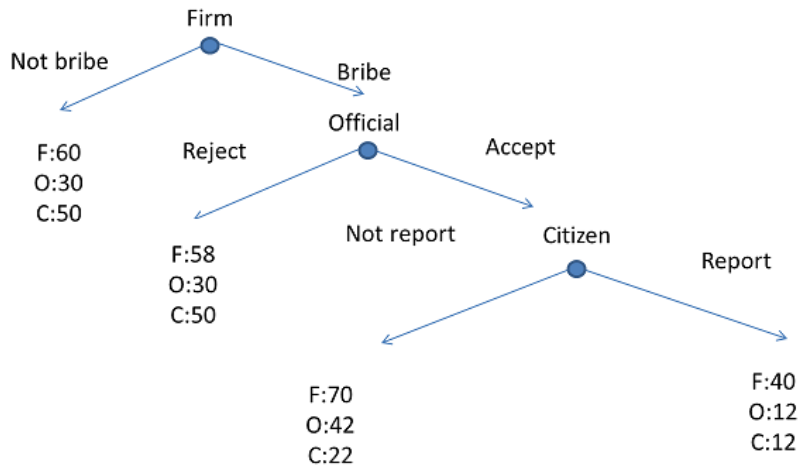 Firm
Not bribe
Bribe
Official
F:60
O:30
C:50
Reject
Accept
F:58
O:30
C:50
Not report
Citizen
Report
F:70
O:42
C:22
F:40
O:12
C:12